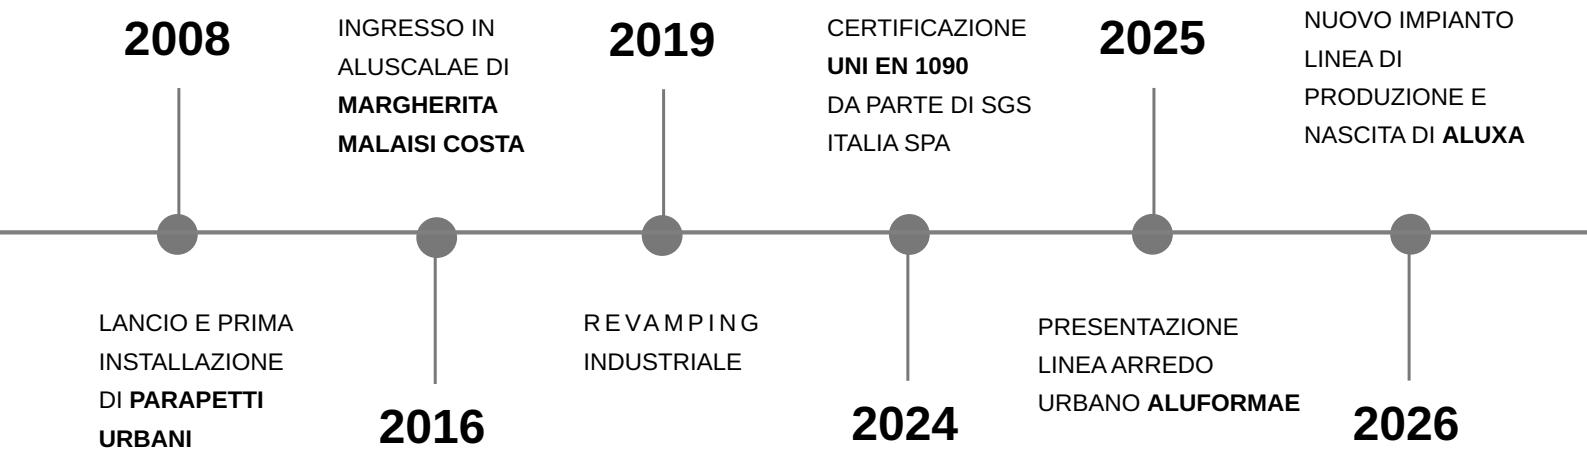 2008
LANCIO E PRIMA
INSTALLAZIONE
DI PARAPETTI
URBANI
INGRESSO IN
ALUSCALAE DI
MARGHERITA
MALAISI COSTA
2016
2019
REVAMPING
INDUSTRIALE
CERTIFICAZIONE
UNI EN 1090
DA PARTE DI SGS
ITALIA SPA
2024
2025
PRESENTAZIONE
LINEA ARREDO
URBANO ALUFORMAE
NUOVO IMPIANTO
LINEA DI
PRODUZIONE E
NASCITA DI ALUXA
2026